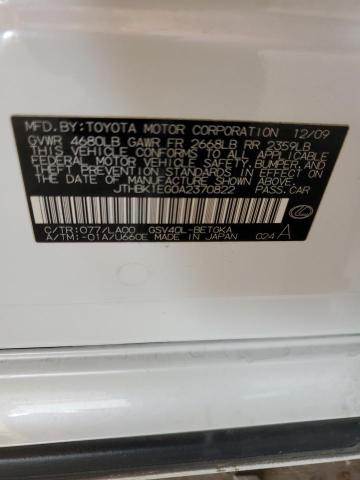 MFD.BY:TOYOTA MOTOR CORPORATION 12/09
GVWR 4680LB GAWR FR 2668LB RR 2359LB
THIS VEHICLE CONFORMS TO ALL APPLICABLE
FEDERAL MOTOR VEHICLE SAFETY, BUMPER, AND
THEFT PREVENTION STANDARDS IN EFFECT ON
THE DATE OF MANUFACTURE SHOWN ABOVE.
JTHBK1EG0A2370822 PASS.CAR
C/TR:077/LA00 GSV40L-BETGKA
A/TM:-01A/U660E MADE IN JAPAN 024A